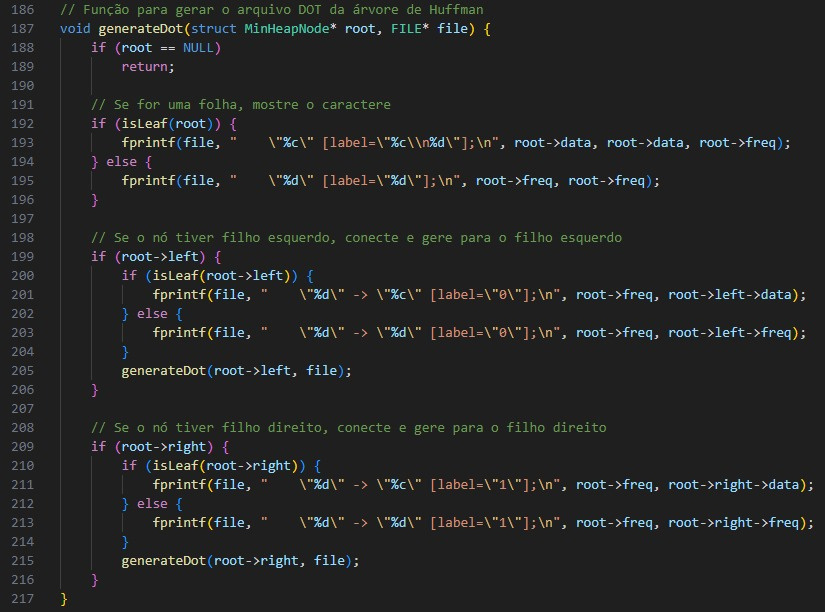 186 // Função para gerar o arquivo DOT da árvore de Huffman
187 void generateDot(struct MinHeapNode* root, FILE* file) {
188     if (root == NULL)
189         return;
190
191     // Se for uma folha, mostre o caractere
192     if (isLeaf(root)) {
193         fprintf(file, "    \"%c\" [label=\"%c\\n%d\"];\n", root->data, root->data, root->freq);
194     } else {
195         fprintf(file, "    \"%d\" [label=\"%d\"];\n", root->freq, root->freq);
196     }
197
198     // Se o nó tiver filho esquerdo, conecte e gere para o filho esquerdo
199     if (root->left) {
200         if (isLeaf(root->left)) {
201             fprintf(file, "    \"%d\" -> \"%c\" [label=\"0\"];\n", root->freq, root->left->data);
202         } else {
203             fprintf(file, "    \"%d\" -> \"%d\" [label=\"0\"];\n", root->freq, root->left->freq);
204         }
205         generateDot(root->left, file);
206     }
207
208     // Se o nó tiver filho direito, conecte e gere para o filho direito
209     if (root->right) {
210         if (isLeaf(root->right)) {
211             fprintf(file, "    \"%d\" -> \"%c\" [label=\"1\"];\n", root->freq, root->right->data);
212         } else {
213             fprintf(file, "    \"%d\" -> \"%d\" [label=\"1\"];\n", root->freq, root->right->freq);
214         }
215         generateDot(root->right, file);
216     }
217 }